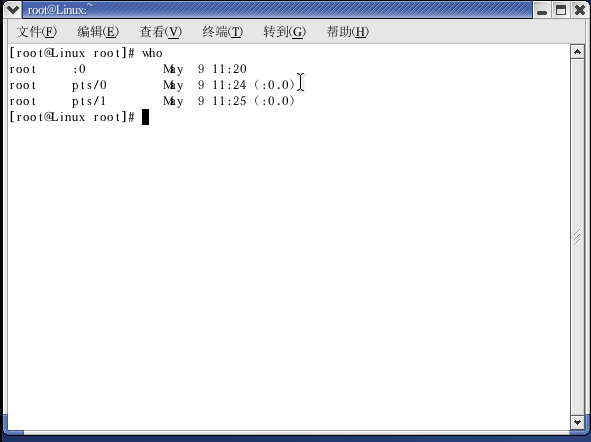 root@Linux:~
文件(F) 编辑(E) 查看(V) 终端(T) 转到(G) 帮助(H)
[root@Linux root]# who
root     :0           May  9 11:20
root     pts/0        May  9 11:24 (:0.0)
root     pts/1        May  9 11:25 (:0.0)
[root@Linux root]#